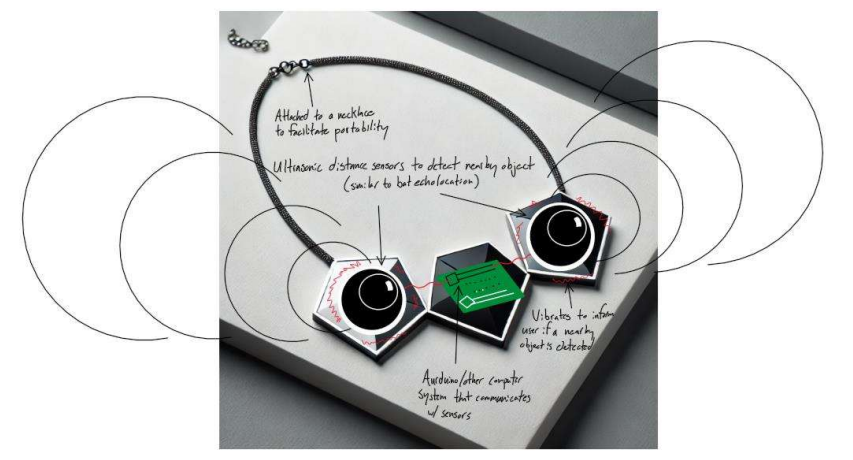 Attached to a necklace
to facilitate portability
Ultrasonic distance sensors to detect nearby object
(similar to bat echolocation)
Vibrates to inform
user if a nearby
object is detected
Aurduino/other computer
system that communicates
w/ sensors